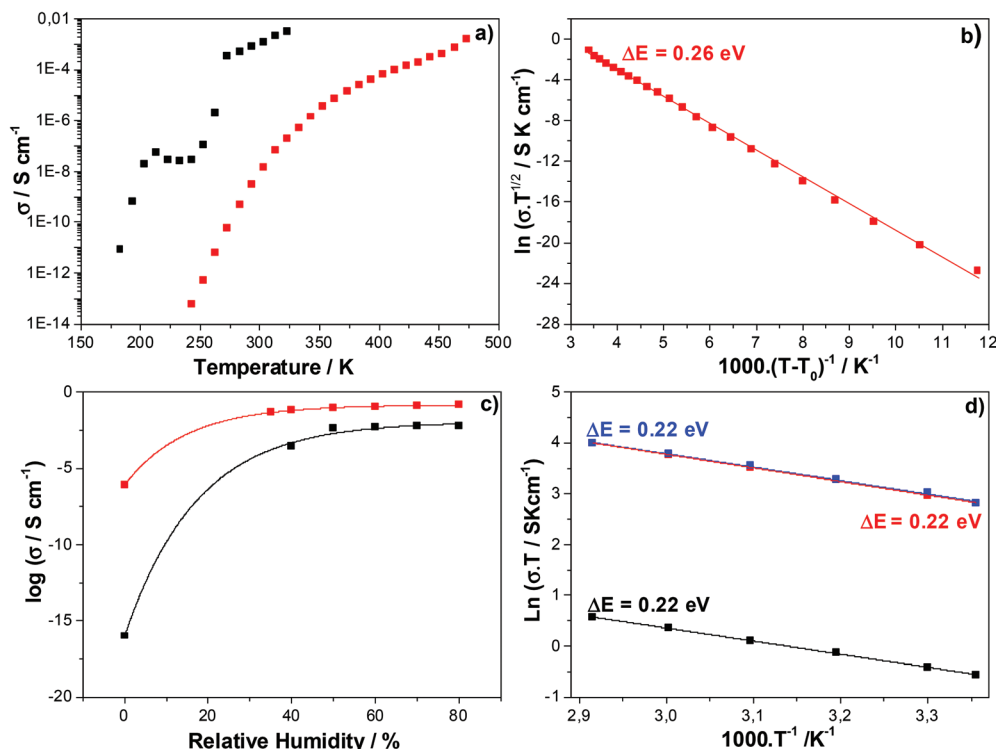 a)
0,01
1E-4
1E-6
1E-8
1E-10
1E-12
1E-14
σ / S cm-1
150 200 250 300 350 400 450 500
Temperature / K
b)
ΔE = 0.26 eV
0
-4
-8
-12
-16
-20
-24
-28
ln (σ.T1/2 / S K cm-1)
3 4 5 6 7 8 9 10 11 12
1000.(T-T0)-1 / K-1
c)
0
-5
-10
-15
-20
log (σ / S cm-1)
0 20 40 60 80
Relative Humidity / %
d)
ΔE = 0.22 eV
ΔE = 0.22 eV
ΔE = 0.22 eV
5
4
3
2
1
0
-1
Ln (σ.T / SKcm-1)
2,9 3,0 3,1 3,2 3,3
1000.T-1 /K-1